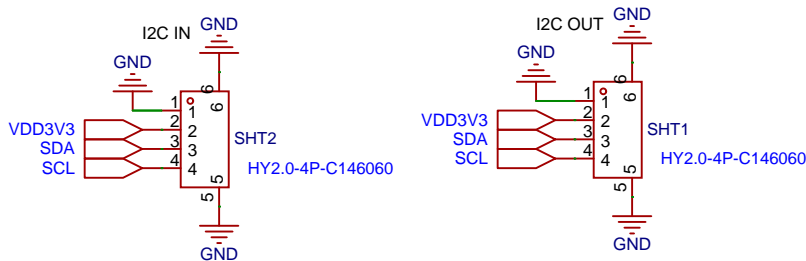 GND
I2C IN
GND
6
1
1
6
VDD3V3
2
2
SDA
3
3
SHT2
SCL
4
4
HY2.0-4P-C146060
5
5
GND
GND
I2C OUT
GND
6
1
1
6
VDD3V3
2
2
SDA
3
3
SHT1
SCL
4
4
HY2.0-4P-C146060
5
5
GND